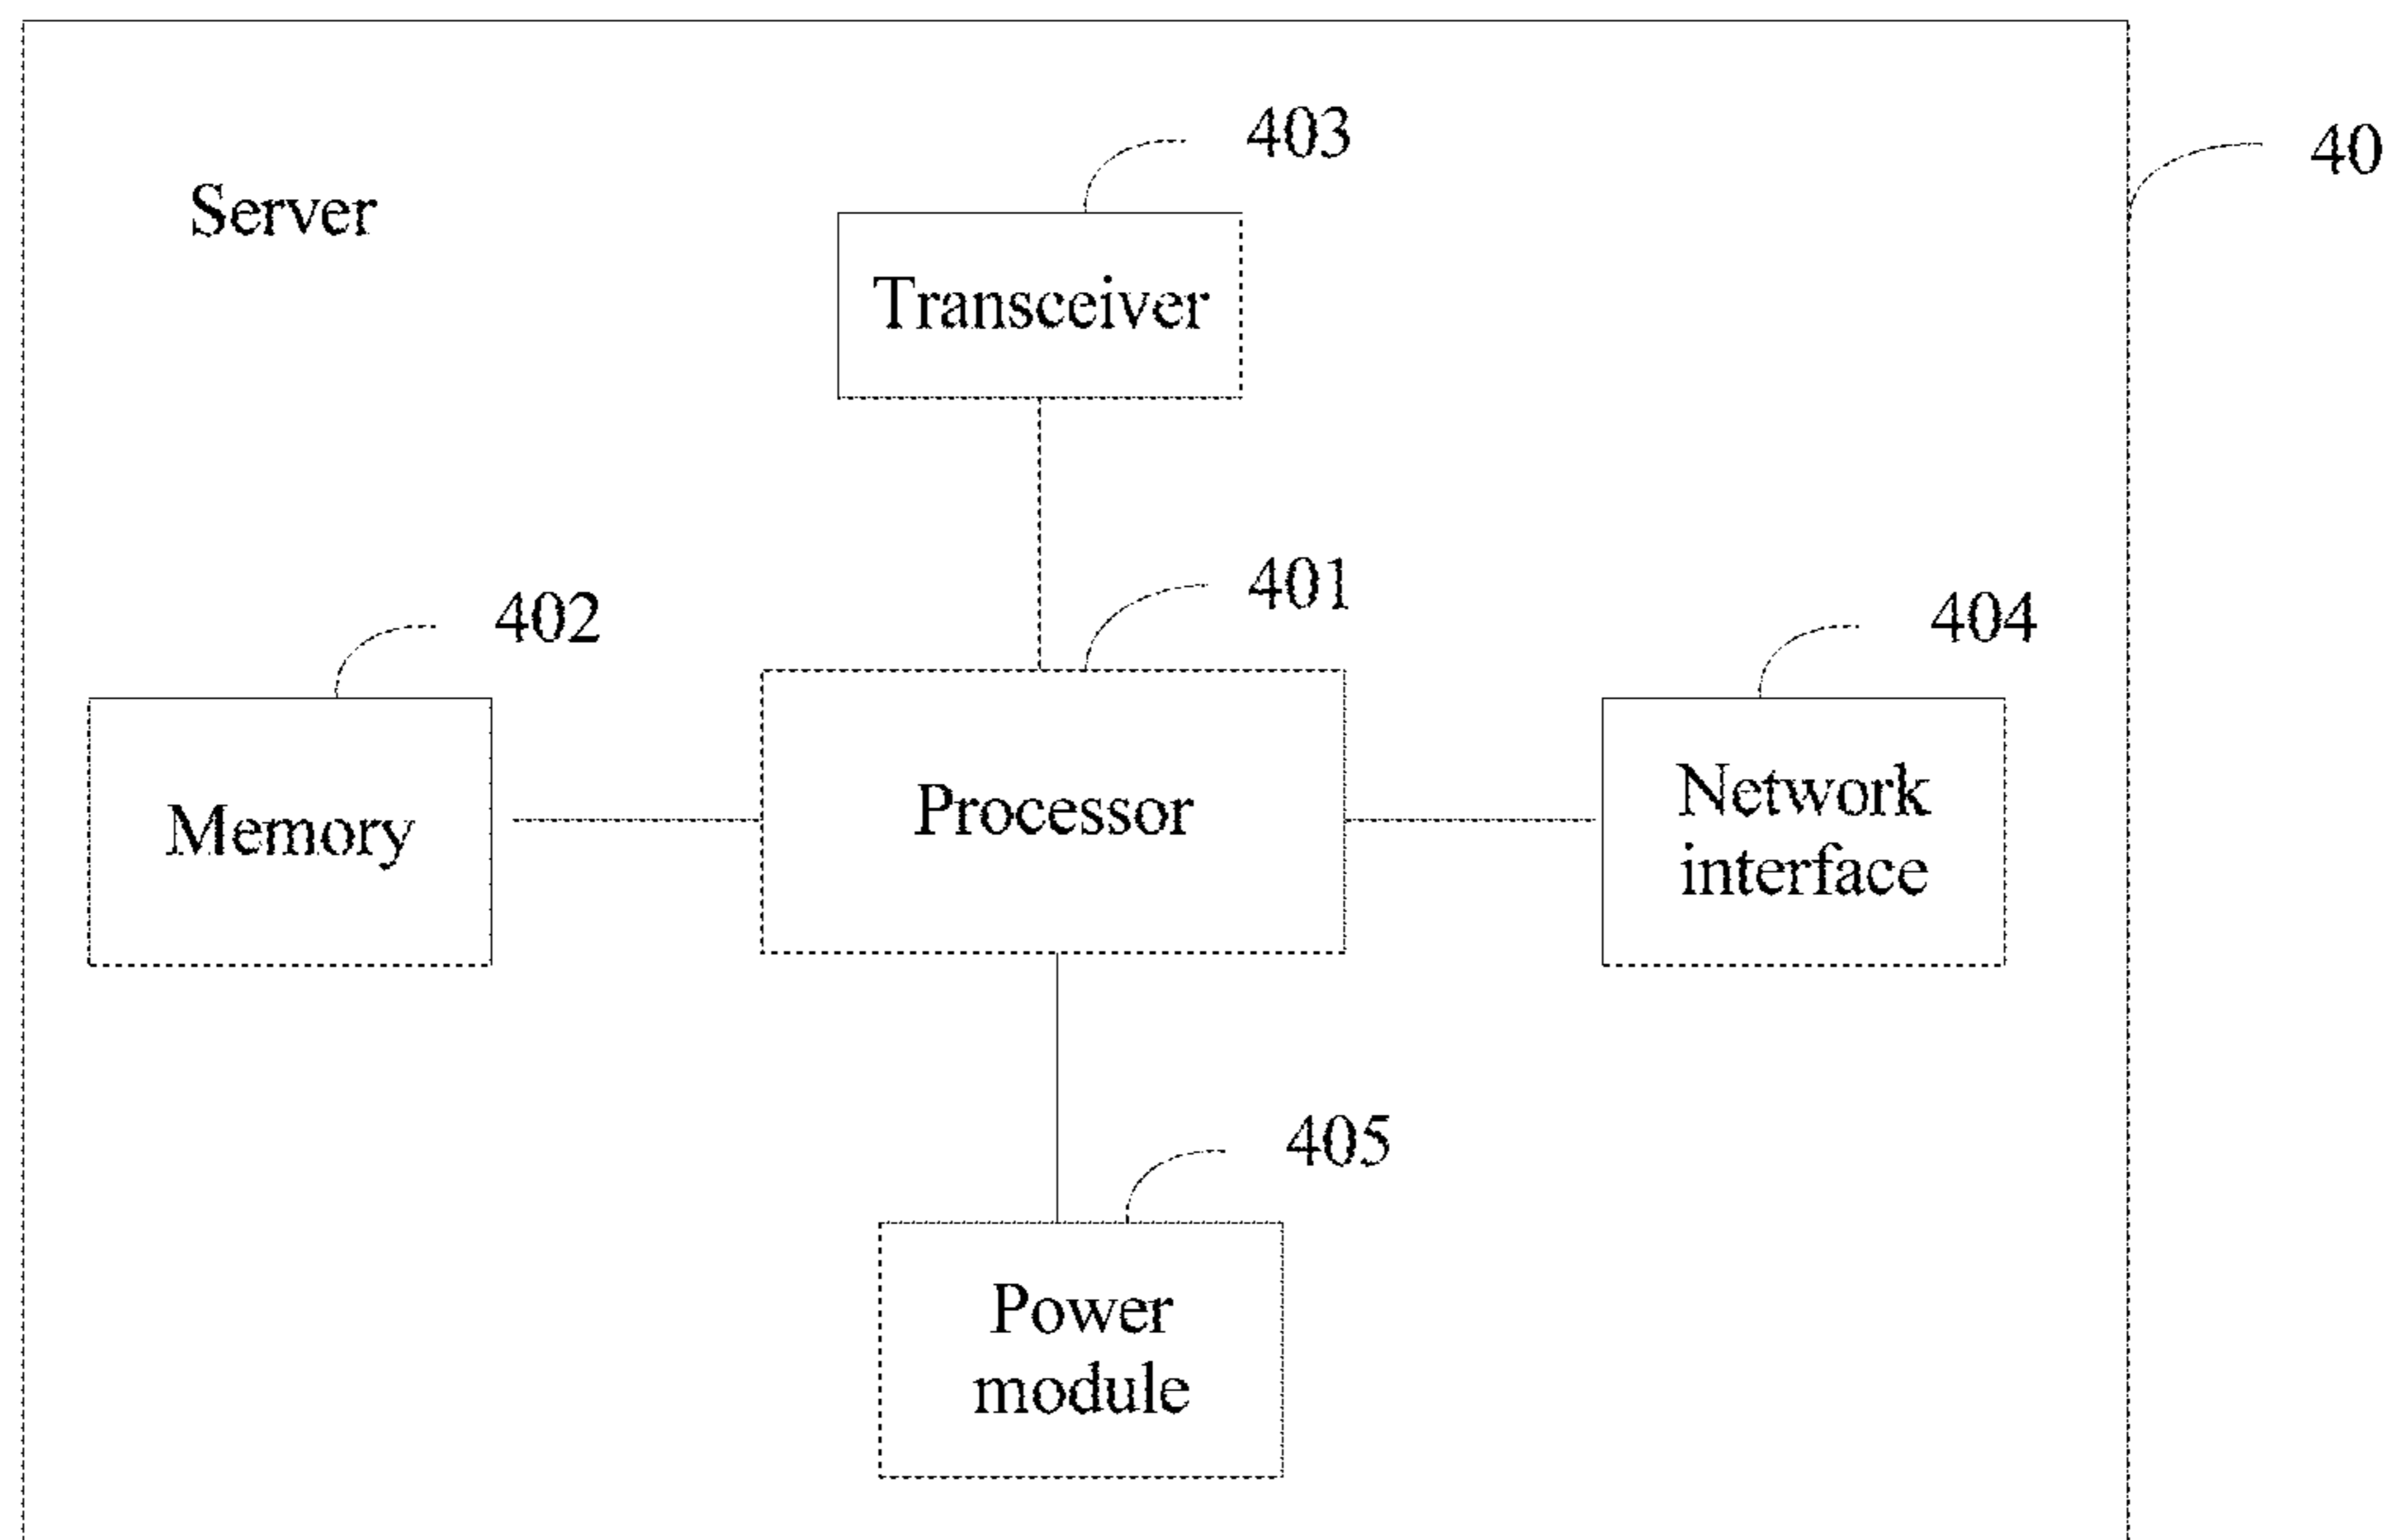 403
40
Server
Transceiver
401
402
404
Memory
Processor
Network
interface
405
Power
module